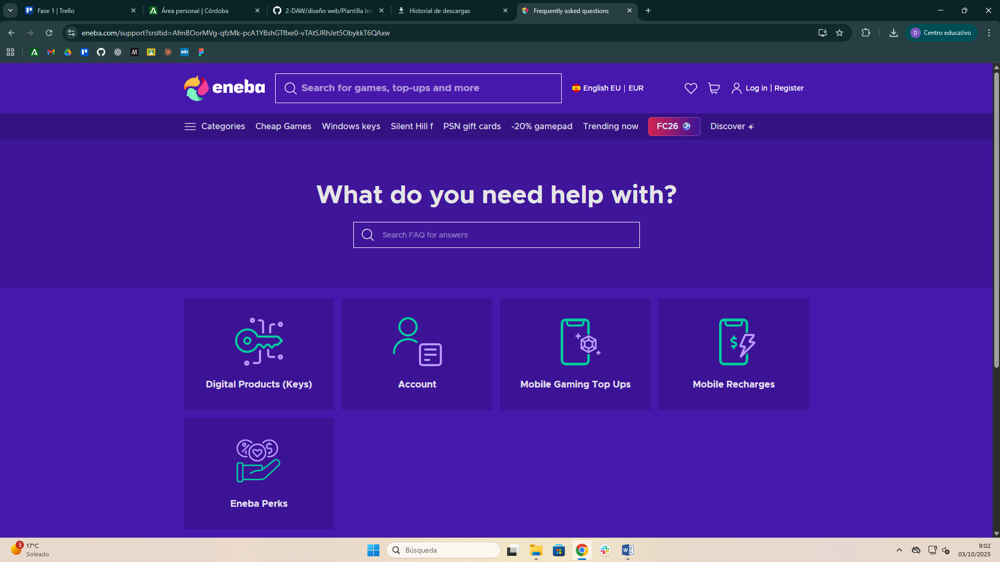 Fase 1 | Trello
Área personal | Córdoba
2-DAW/diseño web/Plantilla Inv
Historial de descargas
Frequently asked questions
eneba.com/support?srsltid=AfmBOorMVg-qfzMk-pcA1YBshGTflxe0-vTAtSJRhJet5ObykkT6QAxw
D
Centro educativo
sén
eneba
Search for games, top-ups and more
English EU | EUR
Log in | Register
Categories
Cheap Games
Windows keys
Silent Hill f
PSN gift cards
-20% gamepad
Trending now
FC26
Discover
What do you need help with?
Search FAQ for answers
Digital Products (Keys)
Account
Mobile Gaming Top Ups
Mobile Recharges
Eneba Perks
5
17°C
Soleado
Búsqueda
9:02
03/10/2025